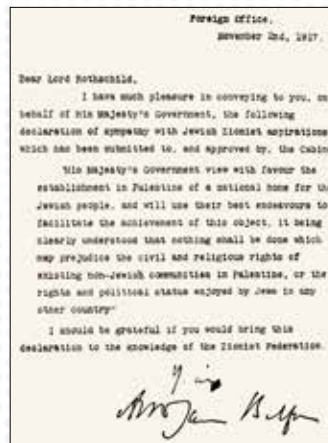 Foreign Office,
November 2nd, 1917.
Dear Lord Rothschild,
I have much pleasure in conveying to you, on
behalf of His Majesty's Government, the following
declaration of sympathy with Jewish Zionist aspirations
which has been submitted to, and approved by, the Cabinet
"His Majesty's Government view with favour the
establishment in Palestine of a national home for the
Jewish people, and will use their best endeavours to
facilitate the achievement of this object, it being
clearly understood that nothing shall be done which
may prejudice the civil and religious rights of
existing non-Jewish communities in Palestine, or the
rights and political status enjoyed by Jews in any
other country"
I should be grateful if you would bring this
declaration to the knowledge of the Zionist Federation.